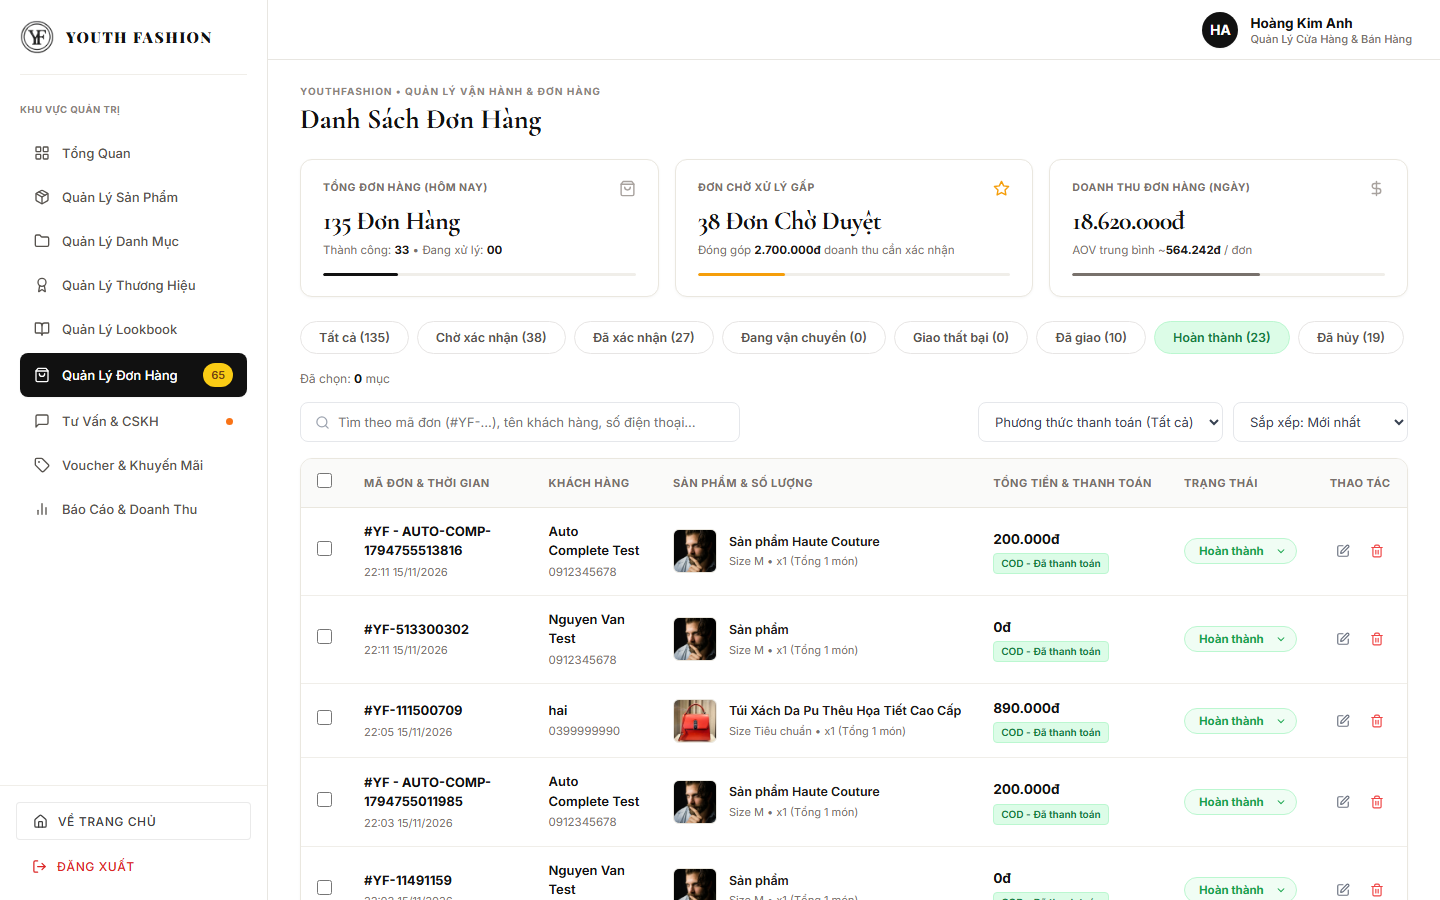 YF YOUTH FASHION
KHU VỰC QUẢN TRỊ
Tổng Quan
Quản Lý Sản Phẩm
Quản Lý Danh Mục
Quản Lý Thương Hiệu
Quản Lý Lookbook
Quản Lý Đơn Hàng 65
Tư Vấn & CSKH
Voucher & Khuyến Mãi
Báo Cáo & Doanh Thu
VỀ TRANG CHỦ
ĐĂNG XUẤT
HA
Hoàng Kim Anh
Quản Lý Cửa Hàng & Bán Hàng
YOUTHFASHION • QUẢN LÝ VẬN HÀNH & ĐƠN HÀNG
Danh Sách Đơn Hàng
TỔNG ĐƠN HÀNG (HÔM NAY)
135 Đơn Hàng
Thành công: 33 • Đang xử lý: 00
ĐƠN CHỜ XỬ LÝ GẤP
38 Đơn Chờ Duyệt
Đóng góp 2.700.000đ doanh thu cần xác nhận
DOANH THU ĐƠN HÀNG (NGÀY)
18.620.000đ
AOV trung bình ~564.242đ / đơn
Tất cả (135) Chờ xác nhận (38) Đã xác nhận (27) Đang vận chuyển (0) Giao thất bại (0) Đã giao (10) Hoàn thành (23) Đã hủy (19)
Đã chọn: 0 mục
Tìm theo mã đơn (#YF-...), tên khách hàng, số điện thoại...
Phương thức thanh toán (Tất cả) Sắp xếp: Mới nhất
MÃ ĐƠN & THỜI GIAN KHÁCH HÀNG SẢN PHẨM & SỐ LƯỢNG TỔNG TIỀN & THANH TOÁN TRẠNG THÁI THAO TÁC
#YF - AUTO-COMP-
1794755513816
22:11 15/11/2026
Auto
Complete Test
0912345678
Sản phẩm Haute Couture
Size M • x1 (Tổng 1 món)
200.000đ
COD - Đã thanh toán
Hoàn thành
#YF-513300302
22:11 15/11/2026
Nguyen Van
Test
0912345678
Sản phẩm
Size M • x1 (Tổng 1 món)
0đ
COD - Đã thanh toán
Hoàn thành
#YF-111500709
22:05 15/11/2026
hai
0399999990
Túi Xách Da Pu Thêu Họa Tiết Cao Cấp
Size Tiêu chuẩn • x1 (Tổng 1 món)
890.000đ
COD - Đã thanh toán
Hoàn thành
#YF - AUTO-COMP-
1794755011985
22:03 15/11/2026
Auto
Complete Test
0912345678
Sản phẩm Haute Couture
Size M • x1 (Tổng 1 món)
200.000đ
COD - Đã thanh toán
Hoàn thành
#YF-11491159
Nguyen Van
Test
Sản phẩm
0đ
Hoàn thành